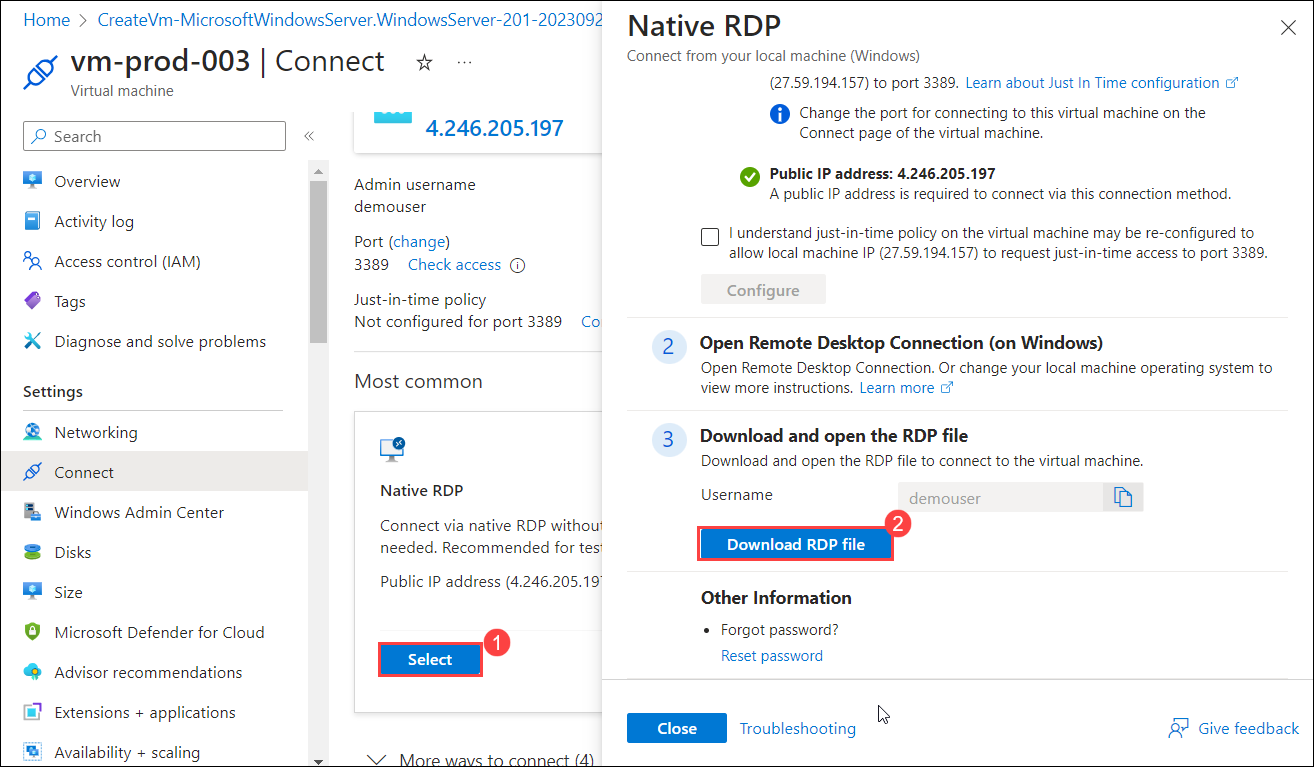 Home > CreateVm-MicrosoftWindowsServer.WindowsServer-201-2023092
vm-prod-003 | Connect
Virtual machine
Search
Overview
Activity log
Access control (IAM)
Tags
Diagnose and solve problems
Settings
Networking
Connect
Windows Admin Center
Disks
Size
Microsoft Defender for Cloud
Advisor recommendations
Extensions + applications
Availability + scaling
4.246.205.197
Admin username
demouser
Port (change)
3389 Check access
Just-in-time policy
Not configured for port 3389 Co
Most common
Native RDP
Connect via native RDP without
needed. Recommended for test
Public IP address (4.246.205.197
Select
1
More ways to connect (4)
Native RDP
Connect from your local machine (Windows)
(27.59.194.157) to port 3389. Learn about Just In Time configuration
Change the port for connecting to this virtual machine on the
Connect page of the virtual machine.
Public IP address: 4.246.205.197
A public IP address is required to connect via this connection method.
I understand just-in-time policy on the virtual machine may be re-configured to
allow local machine IP (27.59.194.157) to request just-in-time access to port 3389.
Configure
2 Open Remote Desktop Connection (on Windows)
Open Remote Desktop Connection. Or change your local machine operating system to
view more instructions. Learn more
3 Download and open the RDP file
Download and open the RDP file to connect to the virtual machine.
Username demouser
Download RDP file
2
Other Information
• Forgot password?
Reset password
Close Troubleshooting Give feedback